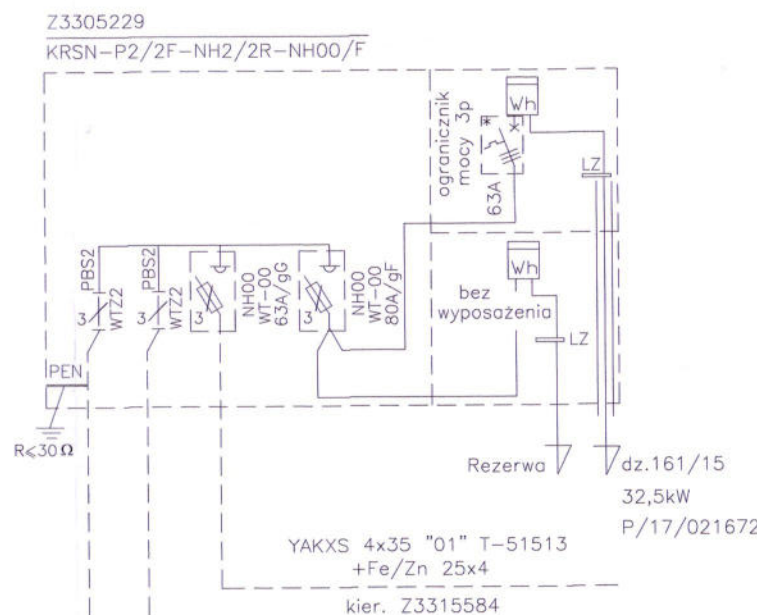 Z3305229
KRSN-P2/2F-NH2/2R-NH00/F
Wh
ogranicznik
mocy 3p
*
63A
LZ
PBS2
3
WTZ2
PBS2
3
WTZ2
3
NH00
WT-00
63A/gG
3
NH00
WT-00
80A/gF
Wh
bez
wyposażenia
LZ
PEN
R⩽30Ω
Rezerwa
dz.161/15
32,5kW
P/17/021672
YAKXS 4x35 "01" T-51513
+Fe/Zn 25x4
kier. Z3315584